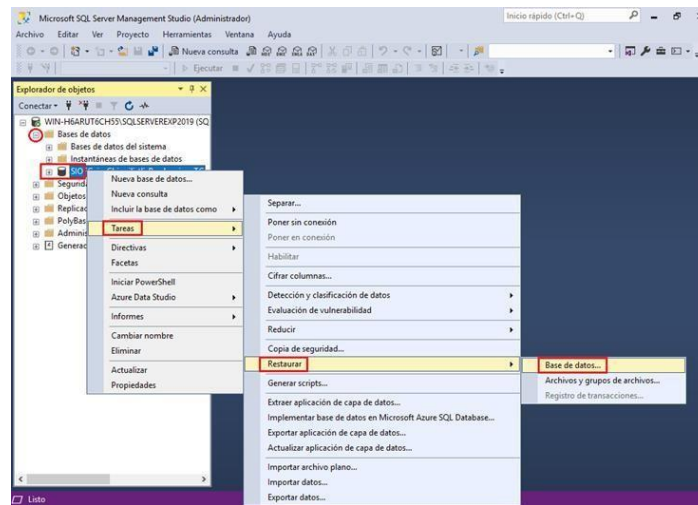 Microsoft SQL Server Management Studio (Administrador)
Inicio rápido (Ctrl+Q)
Archivo Editar Ver Proyecto Herramientas Ventana Ayuda
Nueva consulta
Ejecutar
Explorador de objetos
Conectar
WIN-H6ARUT6CH55\SQLSERVEREXP2019 (SQ
Bases de datos
Bases de datos del sistema
Instantáneas de bases de datos
SIO
Segurid
Objetos
Replicac
PolyBas
Adminis
Generac
Nueva base de datos...
Nueva consulta
Incluir la base de datos como
Tareas
Directivas
Facetas
Iniciar PowerShell
Azure Data Studio
Informes
Cambiar nombre
Eliminar
Actualizar
Propiedades
Separar...
Poner sin conexión
Poner en conexión
Habilitar
Cifrar columnas...
Detección y clasificación de datos
Evaluación de vulnerabilidad
Reducir
Copia de seguridad...
Restaurar
Generar scripts...
Extraer aplicación de capa de datos...
Implementar base de datos en Microsoft Azure SQL Database...
Exportar aplicación de capa de datos...
Actualizar aplicación de capa de datos...
Importar archivo plano...
Importar datos...
Exportar datos...
Base de datos...
Archivos y grupos de archivos...
Registro de transacciones...
Listo